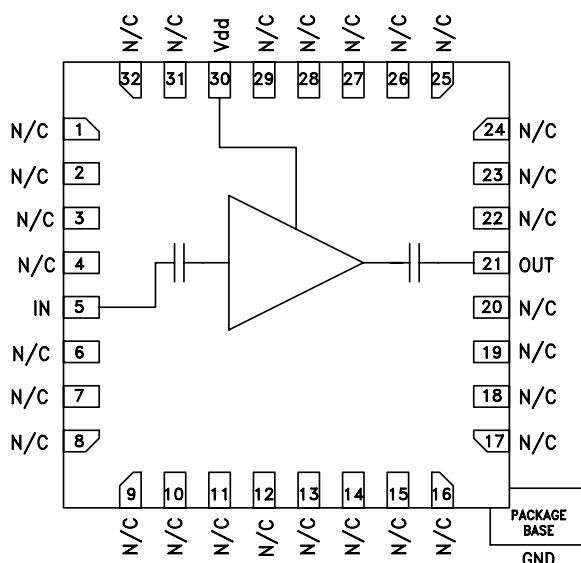 N/C N/C Vdd N/C N/C N/C N/C N/C
32 31 30 29 28 27 26 25
N/C 1 24 N/C
N/C 2 23 N/C
N/C 3 22 N/C
N/C 4 21 OUT
IN 5 20 N/C
N/C 6 19 N/C
N/C 7 18 N/C
N/C 8 17 N/C
9 10 11 12 13 14 15 16
N/C N/C N/C N/C N/C N/C N/C N/C
PACKAGE
BASE
GND